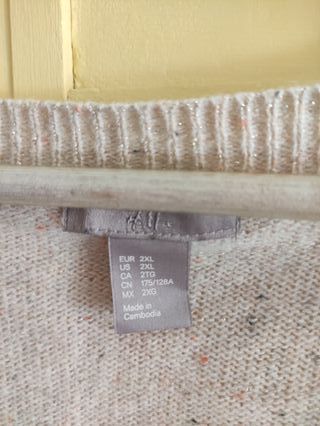 H&M
EUR 2XL
US 2XL
CA 2TG
CN 175/128A
MX 2XG
Made in
Cambodia